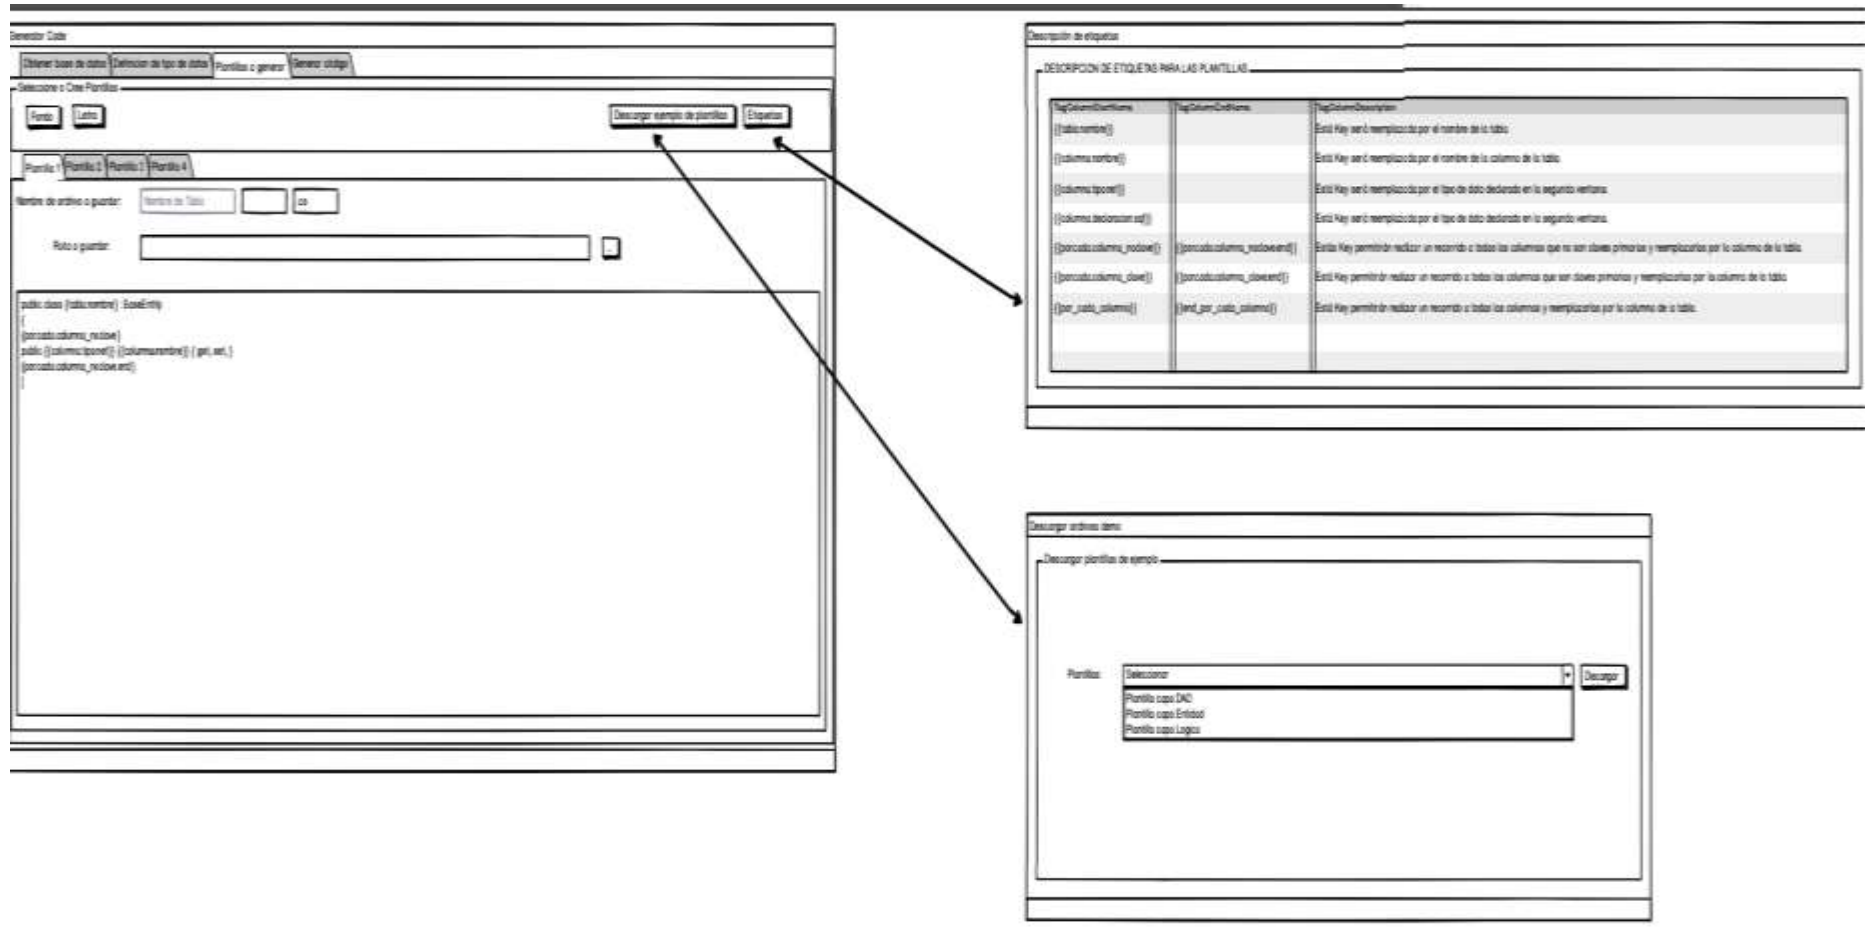 Generator Code
Obtener base de datos Definicion de tipo de datos Plantillas a generar Generar código
Seleccione o Cree Plantillas
Fondo Letra Descargar ejemplo de plantillas Etiquetas
Plantilla 1 Plantilla 2 Plantilla 3 Plantilla 4
Nombre de archivo a guardar: Nombre de Tabla .cs
Ruta a guardar: ...
public class {tabla.nombre} : BaseEntity
{
{porcada.columna_noclave}
public {{columna.tiponet}} {{columna.nombre}} { get; set; }
{porcada.columna_noclave.end}
}
Descripción de etiquetas
DESCRIPCION DE ETIQUETAS PARA LAS PLANTILLAS
TagColumnStartName TagColumnEndName TagColumnDescription
{{tabla.nombre}} Está Key será reemplazada por el nombre de la tabla.
{{columna.nombre}} Está Key será reemplazada por el nombre de la columna de la tabla.
{{columna.tiponet}} Está Key será reemplazada por el tipo de dato declarado en la segunda ventana.
{{columna.declaracion.sql}} Está Key será reemplazada por el tipo de dato declarado en la segunda ventana.
{{porcada.columna_noclave}} {{porcada.columna_noclave.end}} Estás Key permitirán realizar un recorrido a todas las columnas que no son claves primarias y reemplazarlas por la columna de la tabla.
{{porcada.columna_clave}} {{porcada.columna_clave.end}} Está Key permitirán realizar un recorrido a todas las columnas que son claves primarias y reemplazarlas por la columna de la tabla.
{{por_cada_columna}} {{end_por_cada_columna}} Está Key permitirán realizar un recorrido a todas las columnas y reemplazarlas por la columna de la tabla.
Descargar archivos demo
Descargar plantillas de ejemplo
Plantillas: Seleccionar Descargar
Plantilla capa DAO
Plantilla capa Entidad
Plantilla capa Logica